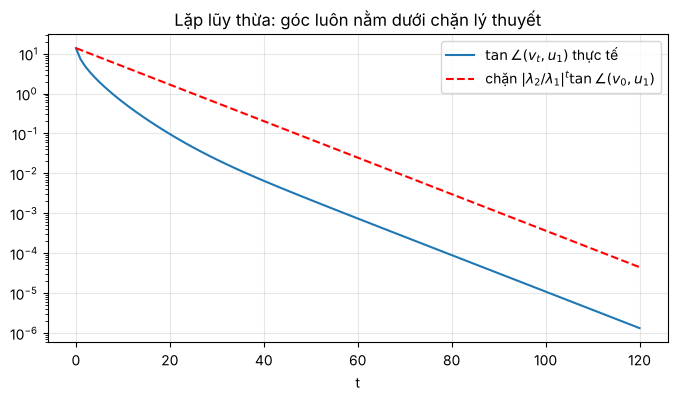 Lặp lũy thừa: góc luôn nằm dưới chặn lý thuyết
tan ∠(v_t, u_1) thực tế
chặn |λ_2/λ_1|^t tan ∠(v_0, u_1)
10^1
10^0
10^−1
10^−2
10^−3
10^−4
10^−5
10^−6
0 20 40 60 80 100 120
t